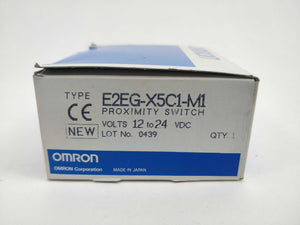 TYPE E2EG-X5C1-M1
CE PROXIMITY SWITCH
NEW VOLTS 12 to 24 VDC
LOT No. 0439 QTY. 1
OMRON
OMRON Corporation MADE IN JAPAN